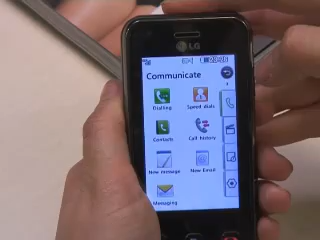 LG
Communicate
Dialling
Speed dials
Contacts
Call history
New message
New Email
Messaging